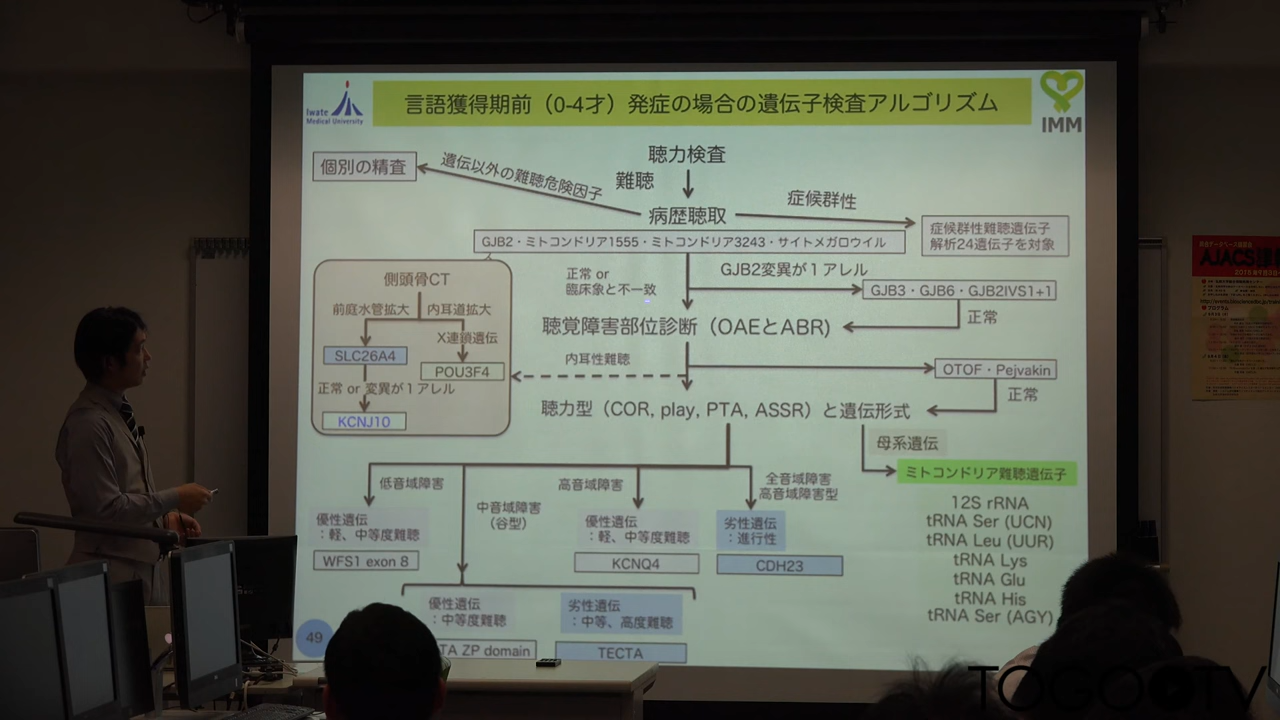 Iwate
Medical University
言語獲得期前（0-4才）発症の場合の遺伝子検査アルゴリズム
IMM
聴力検査
個別の精査
遺伝以外の難聴危険因子
難聴
病歴聴取
症候群性
症候群性難聴遺伝子
解析24遺伝子を対象
GJB2・ミトコンドリア1555・ミトコンドリア3243・サイトメガロウイル
側頭骨CT
前庭水管拡大
内耳道拡大
X連鎖遺伝
SLC26A4
POU3F4
正常 or 変異が１アレル
KCNJ10
正常 or
臨床象と不一致
GJB2変異が１アレル
GJB3・GJB6・GJB2IVS1+1
正常
聴覚障害部位診断（OAEとABR）
内耳性難聴
OTOF・Pejvakin
正常
聴力型（COR, play, PTA, ASSR）と遺伝形式
母系遺伝
ミトコンドリア難聴遺伝子
12S rRNA
tRNA Ser (UCN)
tRNA Leu (UUR)
tRNA Lys
tRNA Glu
tRNA His
tRNA Ser (AGY)
低音域障害
優性遺伝
：軽、中等度難聴
WFS1 exon 8
中音域障害
（谷型）
高音域障害
優性遺伝
：軽、中等度難聴
KCNQ4
全音域障害
高音域障害型
劣性遺伝
：進行性
CDH23
優性遺伝
：中等度難聴
TA ZP domain
劣性遺伝
：中等、高度難聴
TECTA
49
AJACS
TOGOTV